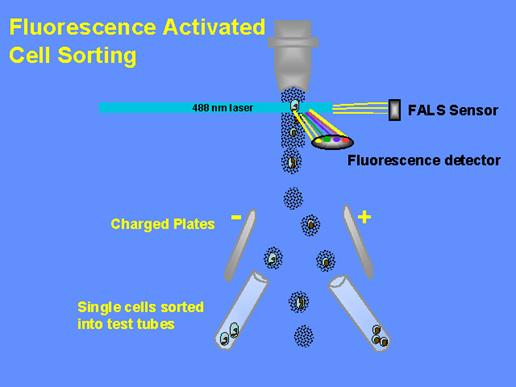 Fluorescence Activated
Cell Sorting
488 nm laser
FALS Sensor
Fluorescence detector
- +
Charged Plates
Single cells sorted
into test tubes